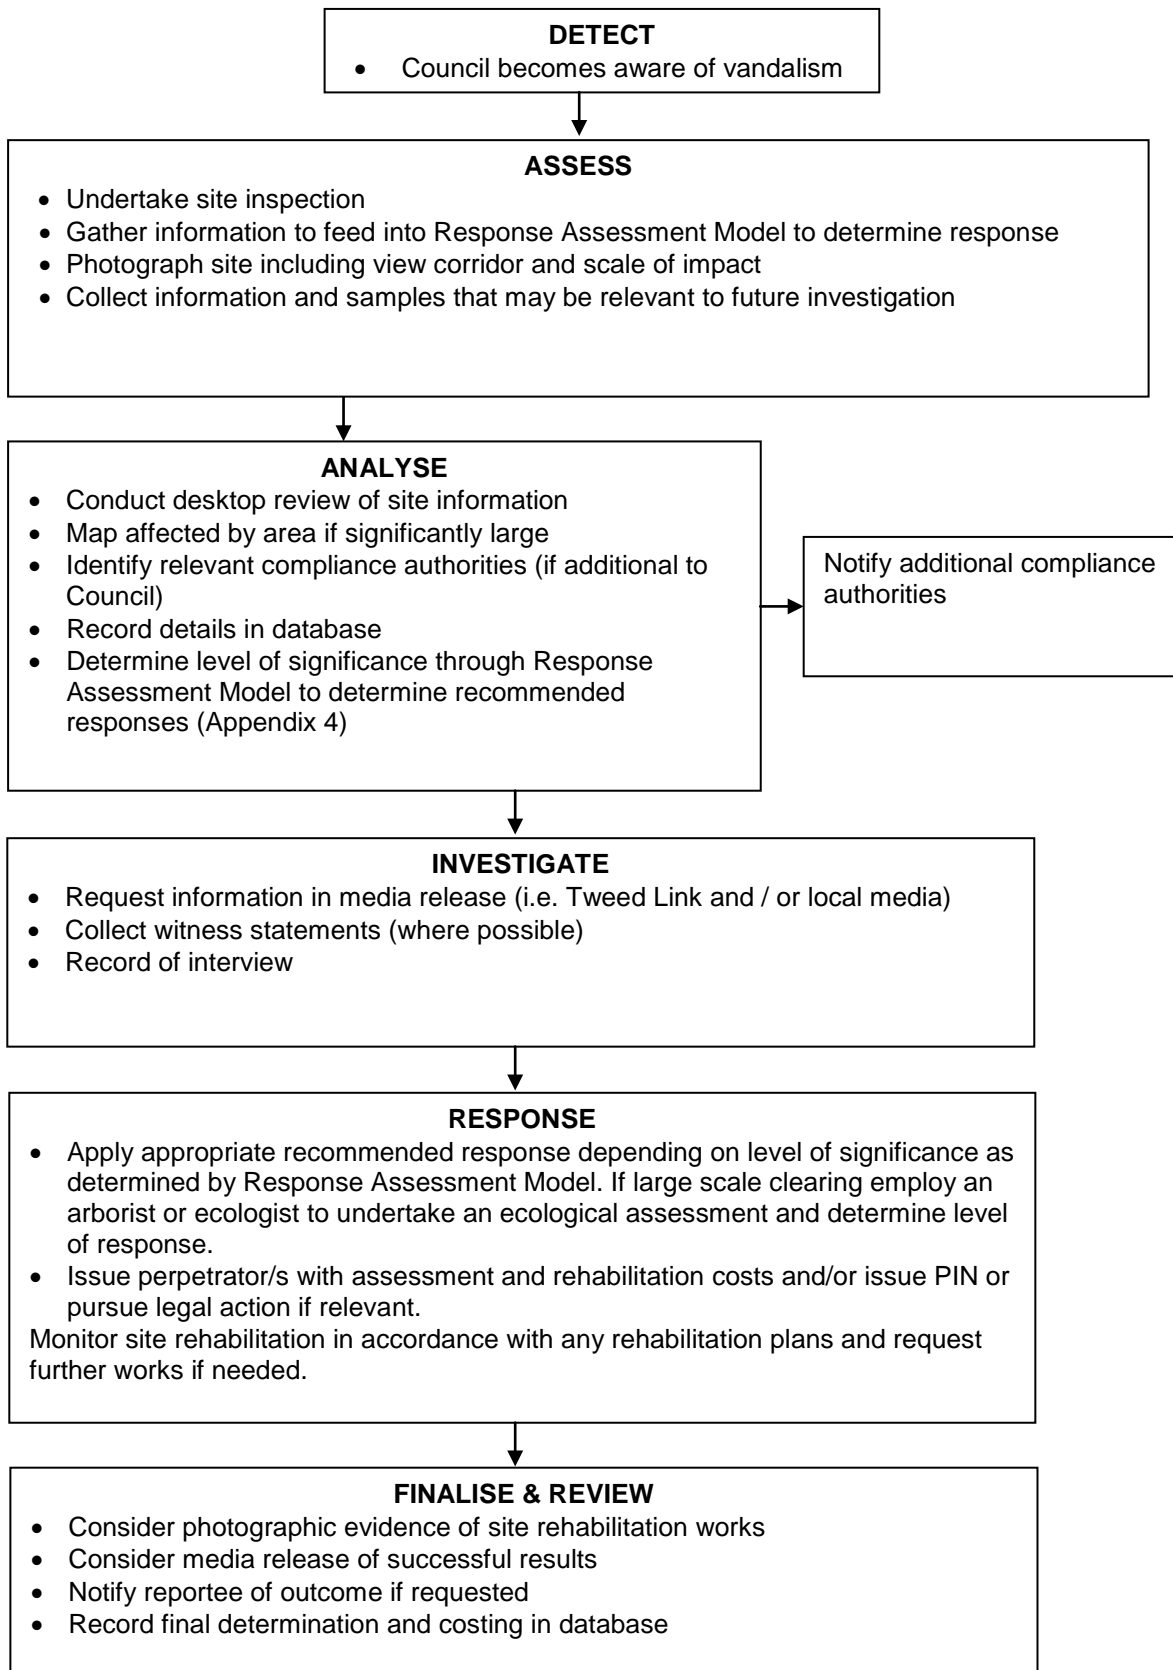 DETECT
• Council becomes aware of vandalism
ASSESS
• Undertake site inspection
• Gather information to feed into Response Assessment Model to determine response
• Photograph site including view corridor and scale of impact
• Collect information and samples that may be relevant to future investigation
ANALYSE
• Conduct desktop review of site information
• Map affected by area if significantly large
• Identify relevant compliance authorities (if additional to
Council)
• Record details in database
• Determine level of significance through Response
Assessment Model to determine recommended
responses (Appendix 4)
Notify additional compliance
authorities
INVESTIGATE
• Request information in media release (i.e. Tweed Link and / or local media)
• Collect witness statements (where possible)
• Record of interview
RESPONSE
• Apply appropriate recommended response depending on level of significance as
determined by Response Assessment Model. If large scale clearing employ an
arborist or ecologist to undertake an ecological assessment and determine level
of response.
• Issue perpetrator/s with assessment and rehabilitation costs and/or issue PIN or
pursue legal action if relevant.
Monitor site rehabilitation in accordance with any rehabilitation plans and request
further works if needed.
FINALISE & REVIEW
• Consider photographic evidence of site rehabilitation works
• Consider media release of successful results
• Notify reportee of outcome if requested
• Record final determination and costing in database